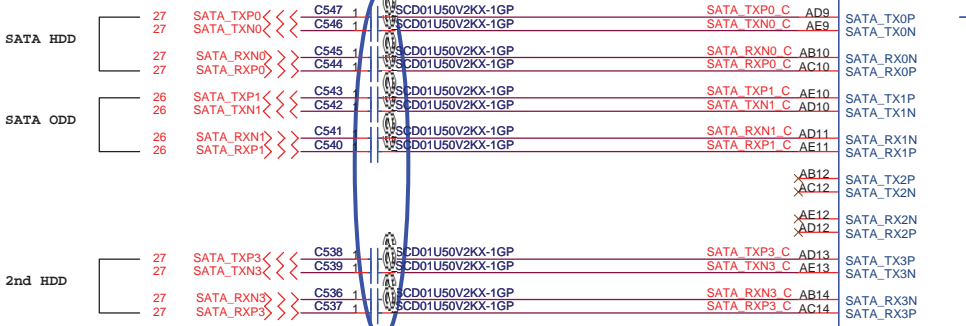 27 SATA_TXP0 C547 1 SCD01U50V2KX-1GP SATA_TXP0_C AD9 SATA_TX0P
27 SATA_TXN0 C546 1 SCD01U50V2KX-1GP SATA_TXN0_C AE9 SATA_TX0N
SATA HDD
27 SATA_RXN0 C545 1 SCD01U50V2KX-1GP SATA_RXN0_C AB10 SATA_RX0N
27 SATA_RXP0 C544 1 SCD01U50V2KX-1GP SATA_RXP0_C AC10 SATA_RX0P
26 SATA_TXP1 C543 1 SCD01U50V2KX-1GP SATA_TXP1_C AE10 SATA_TX1P
26 SATA_TXN1 C542 1 SCD01U50V2KX-1GP SATA_TXN1_C AD10 SATA_TX1N
SATA ODD
26 SATA_RXN1 C541 1 SCD01U50V2KX-1GP SATA_RXN1_C AD11 SATA_RX1N
26 SATA_RXP1 C540 1 SCD01U50V2KX-1GP SATA_RXP1_C AE11 SATA_RX1P
AB12 SATA_TX2P
AC12 SATA_TX2N
AE12 SATA_RX2N
AD12 SATA_RX2P
27 SATA_TXP3 C538 1 SCD01U50V2KX-1GP SATA_TXP3_C AD13 SATA_TX3P
27 SATA_TXN3 C539 1 SCD01U50V2KX-1GP SATA_TXN3_C AE13 SATA_TX3N
2nd HDD
27 SATA_RXN3 C536 1 SCD01U50V2KX-1GP SATA_RXN3_C AB14 SATA_RX3N
27 SATA_RXP3 C537 1 SCD01U50V2KX-1GP SATA_RXP3_C AC14 SATA_RX3P